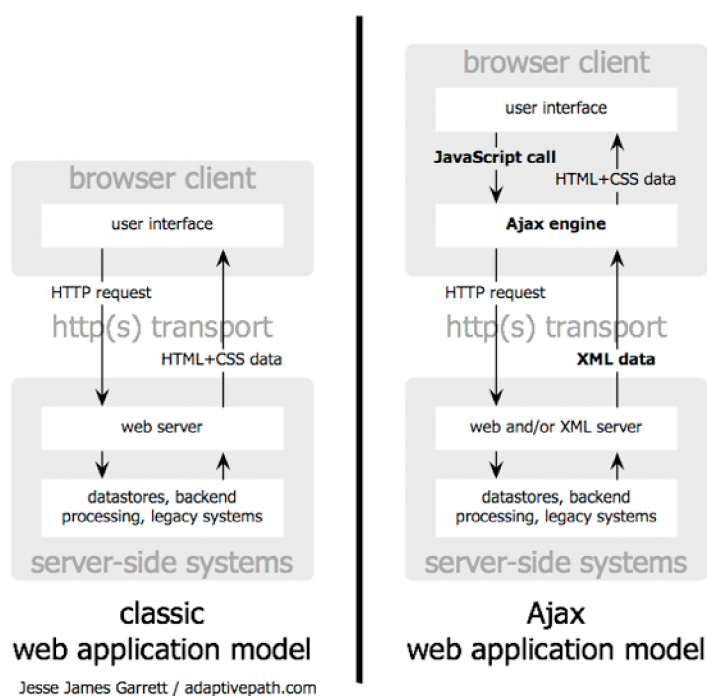 browser client
user interface
HTTP request
http(s) transport
HTML+CSS data
web server
datastores, backend
processing, legacy systems
server-side systems
classic
web application model
Jesse James Garrett / adaptivepath.com
browser client
user interface
JavaScript call
HTML+CSS data
Ajax engine
HTTP request
http(s) transport
XML data
web and/or XML server
datastores, backend
processing, legacy systems
server-side systems
Ajax
web application model